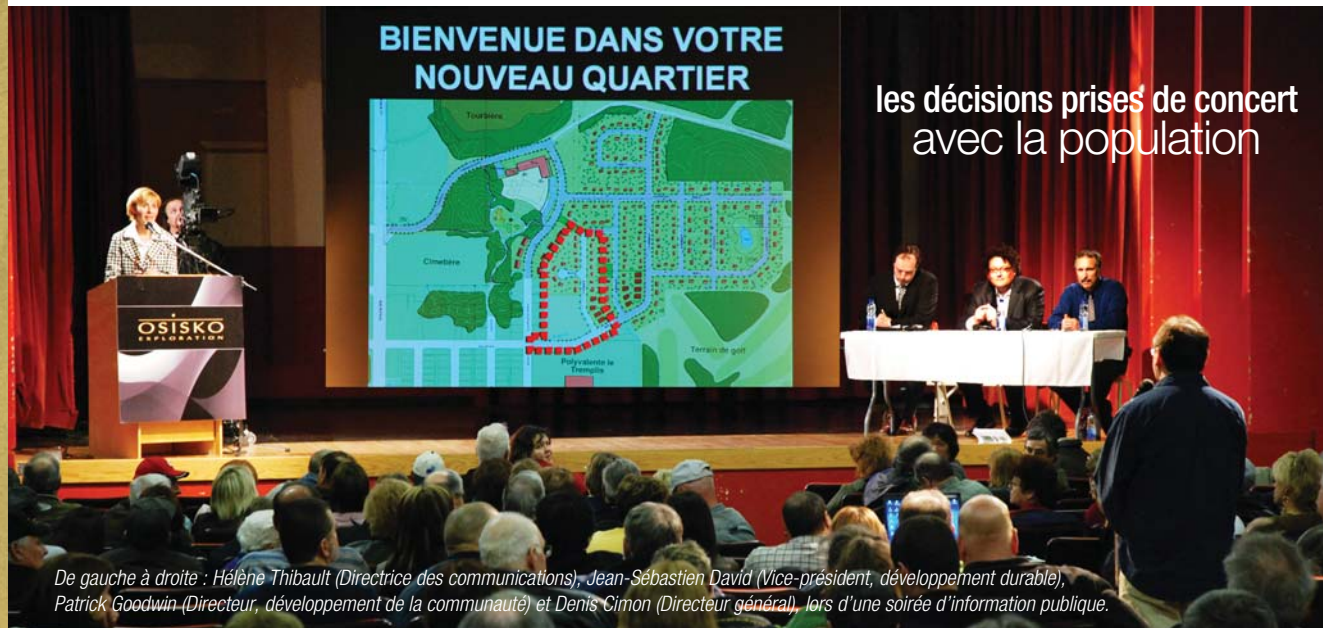 BIENVENUE DANS VOTRE
NOUVEAU QUARTIER
les décisions prises de concert
avec la population
Tourbière
Cimetière
Terrain de golf
Polyvalente le
Tremplin
OSISKO
EXPLORATION
De gauche à droite : Hélène Thibault (Directrice des communications), Jean-Sébastien David (Vice-président, développement durable),
Patrick Goodwin (Directeur, développement de la communauté) et Denis Cimon (Directeur général), lors d'une soirée d'information publique.